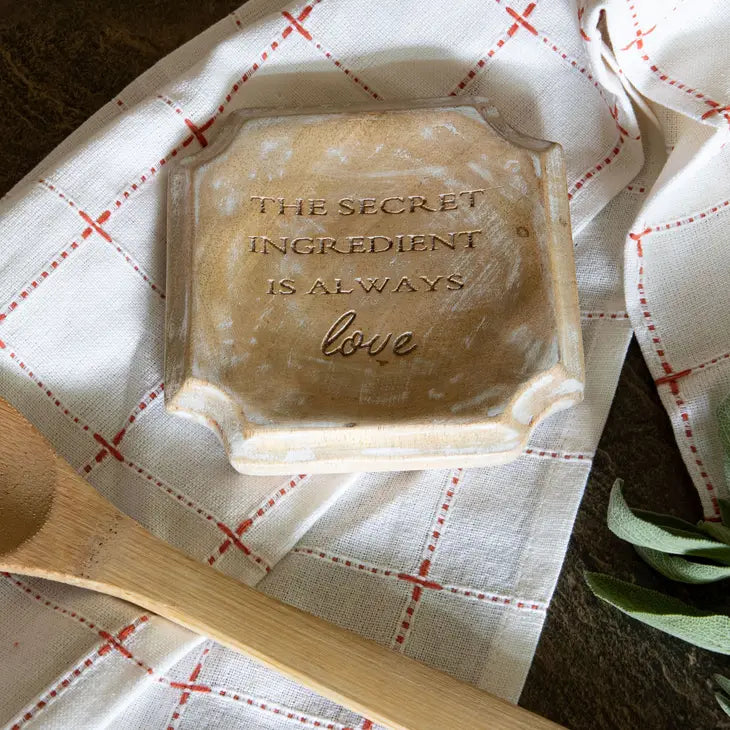 THE SECRET
INGREDIENT
IS ALWAYS
love